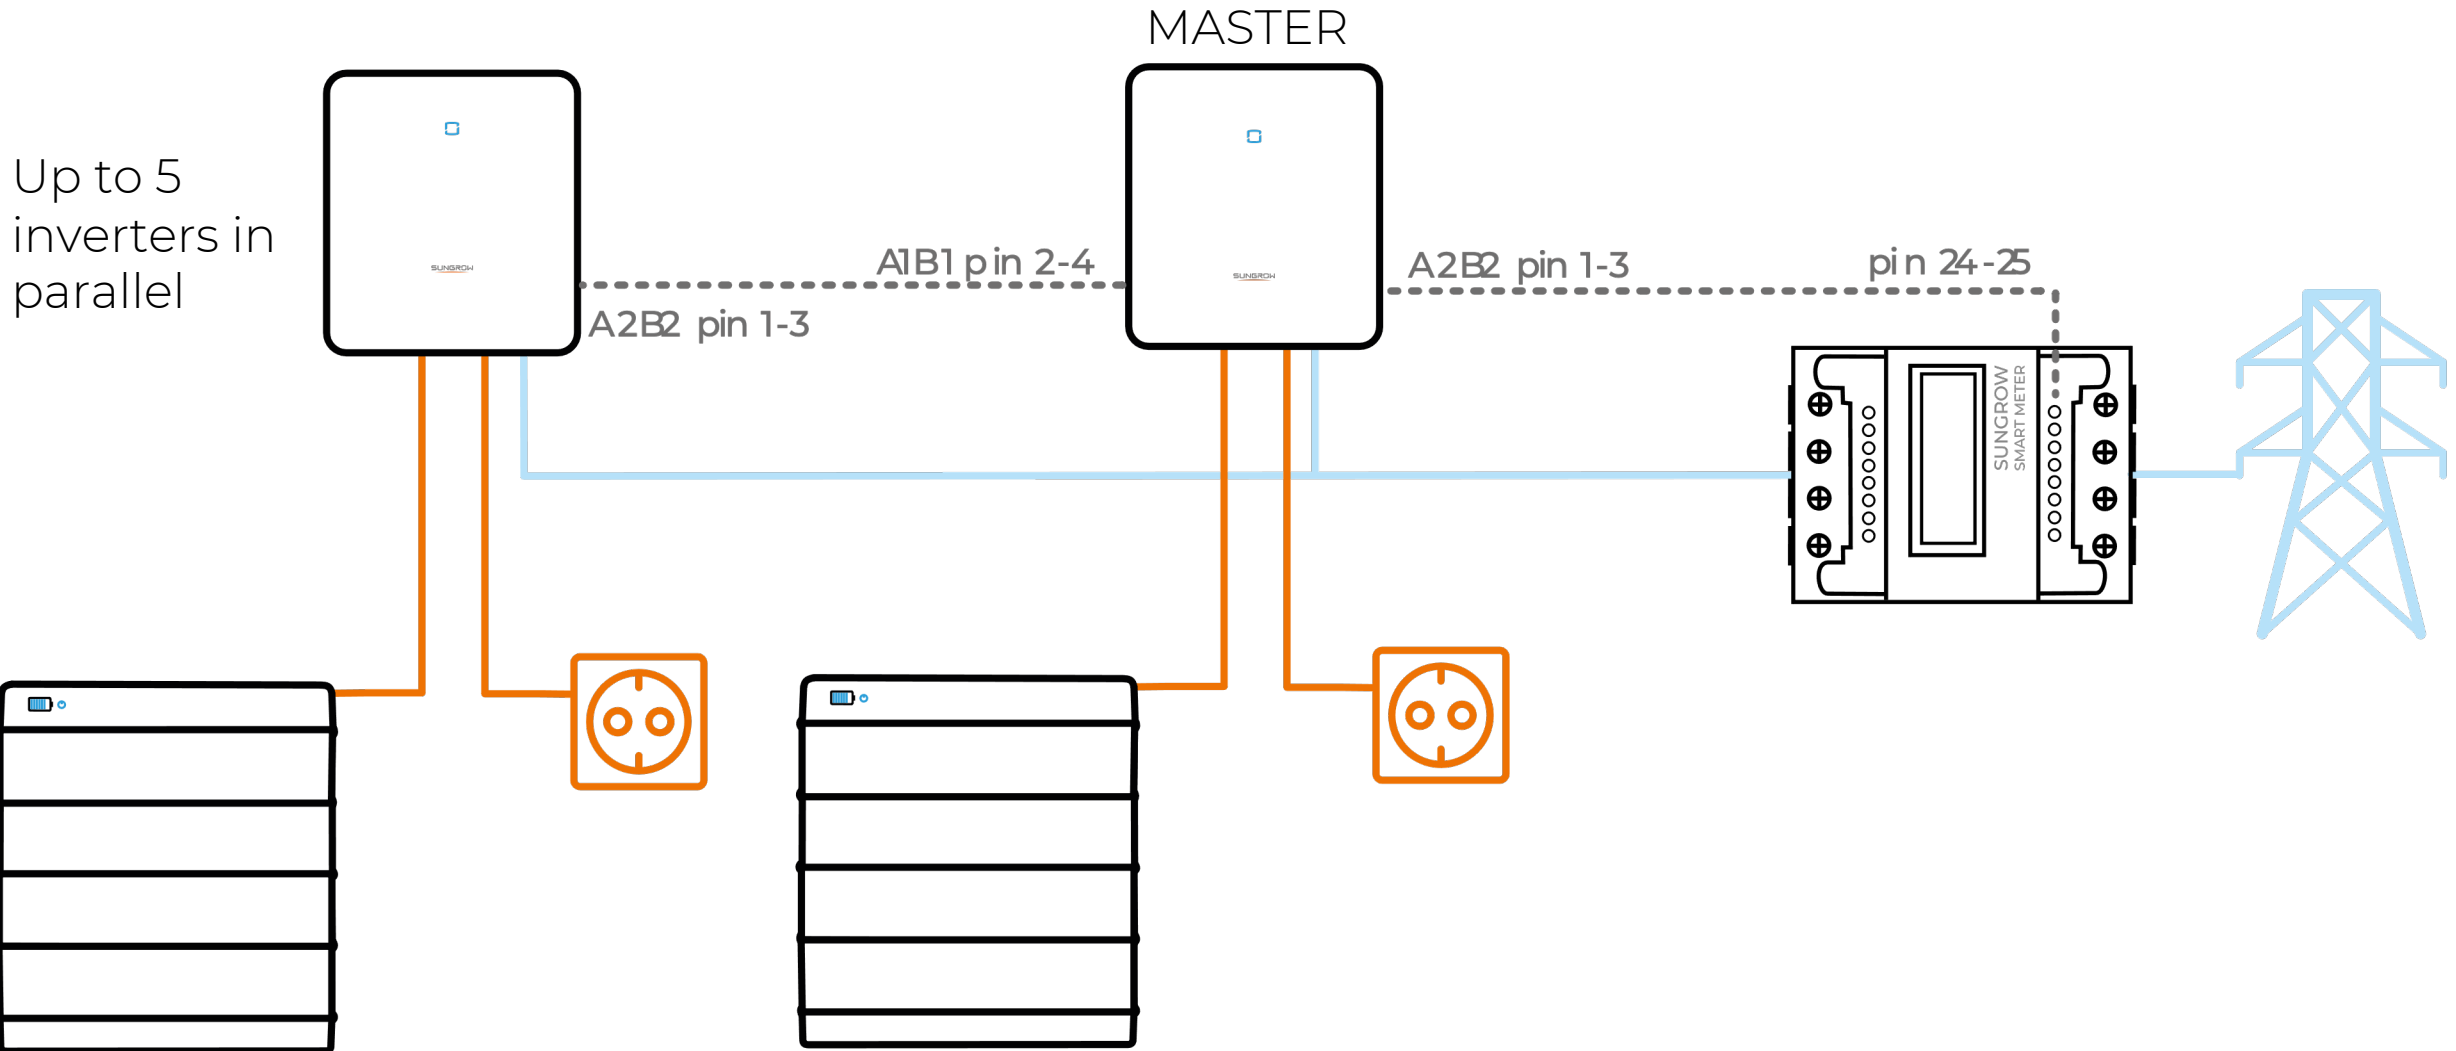 MASTER
Up to 5
inverters in
parallel
SUNGROW
SUNGROW
A1B1 pin 2-4
A2B2 pin 1-3
A2B2 pin 1-3
pin 24-25
SUNGROW
SMART METER